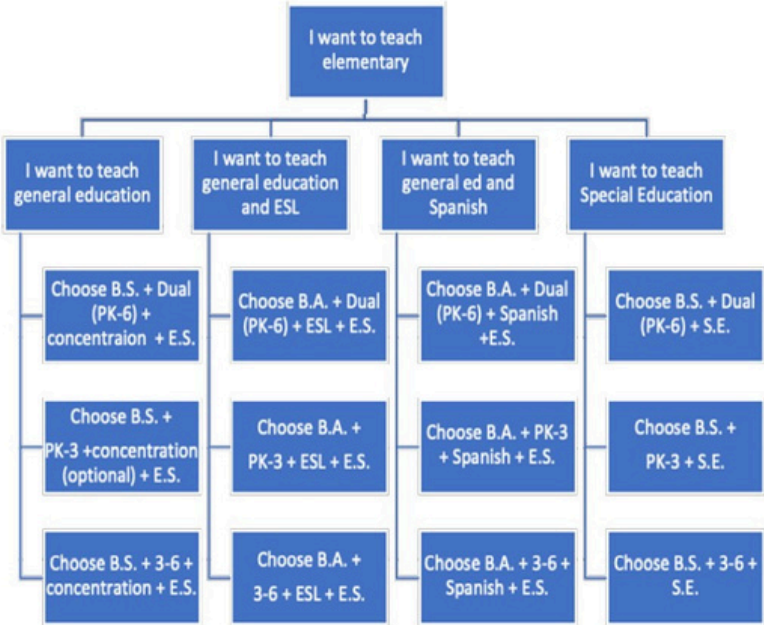 I want to teach
elementary
I want to teach
general education
I want to teach
general education
and ESL
I want to teach
general ed and
Spanish
I want to teach
Special Education
Choose B.S. + Dual
(PK-6) +
concentraion + E.S.
Choose B.A. + Dual
(PK-6) + ESL + E.S.
Choose B.A. + Dual
(PK-6) + Spanish
+E.S.
Choose B.S. + Dual
(PK-6) + S.E.
Choose B.S. +
PK-3 +concentration
(optional) + E.S.
Choose B.A. +
PK-3 + ESL + E.S.
Choose B.A. + PK-3
+ Spanish + E.S.
Choose B.S. +
PK-3 + S.E.
Choose B.S. + 3-6 +
concentration + E.S.
Choose B.A. +
3-6 + ESL + E.S.
Choose B.A. + 3-6 +
Spanish + E.S.
Choose B.S. + 3-6 +
S.E.